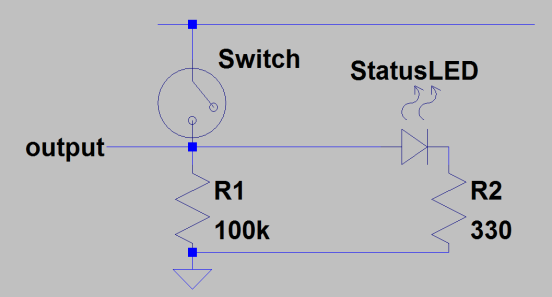 Switch
StatusLED
output
R1
100k
R2
330